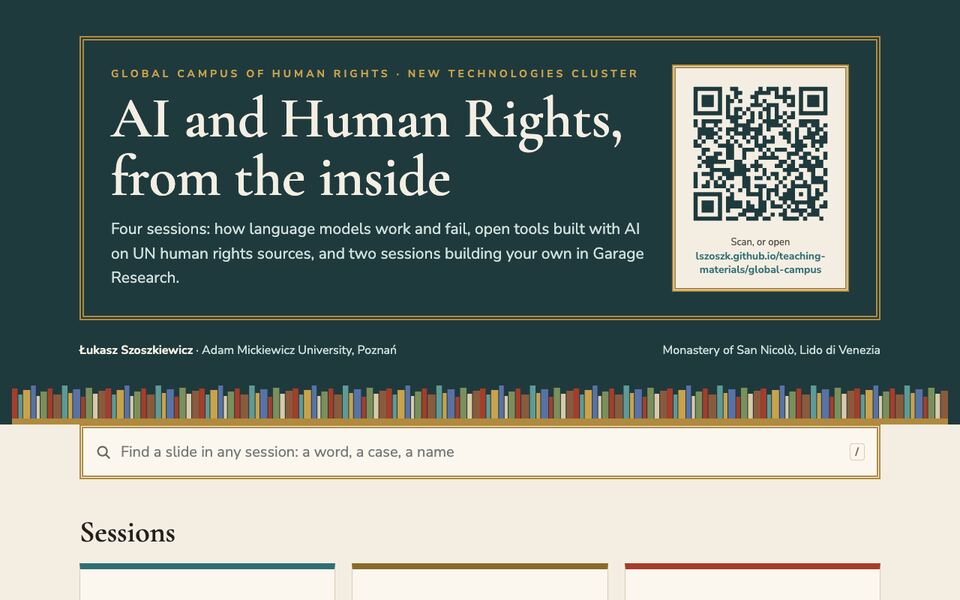 GLOBAL CAMPUS OF HUMAN RIGHTS · NEW TECHNOLOGIES CLUSTER
AI and Human Rights,
from the inside
Four sessions: how language models work and fail, open tools built with AI
on UN human rights sources, and two sessions building your own in Garage
Research.
Scan, or open
lszoszk.github.io/teaching-
materials/global-campus
Łukasz Szoszkiewicz · Adam Mickiewicz University, Poznań
Monastery of San Nicolò, Lido di Venezia
Find a slide in any session: a word, a case, a name
/
Sessions